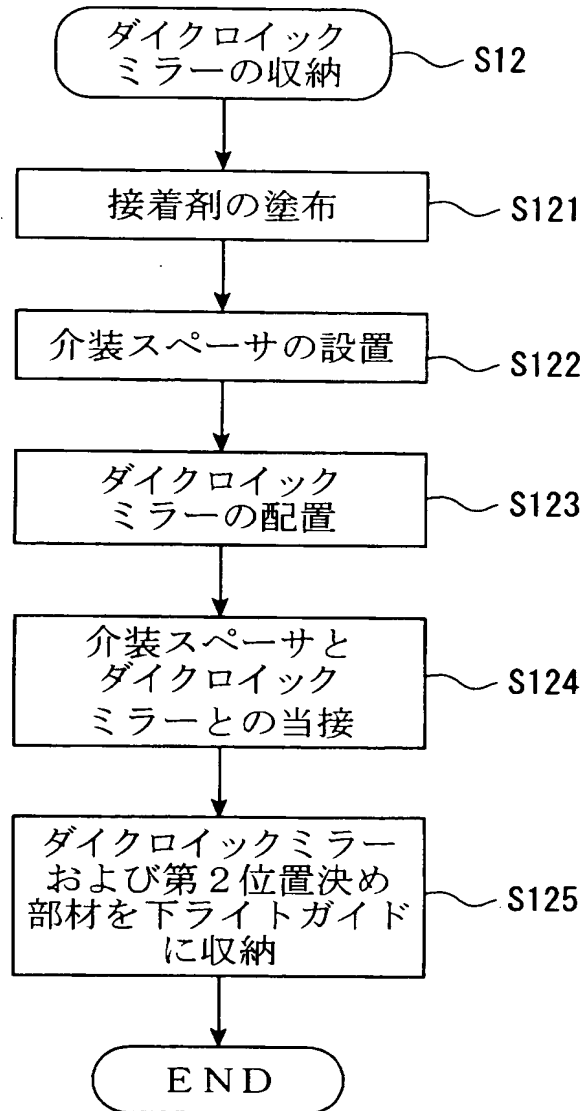 ダイクロイック
ミラーの収納
S12
接着剤の塗布
S121
介装スペーサの設置
S122
ダイクロイック
ミラーの配置
S123
介装スペーサと
ダイクロイック
ミラーとの当接
S124
ダイクロイックミラー
および第２位置決め
部材を下ライトガイド
に収納
S125
END